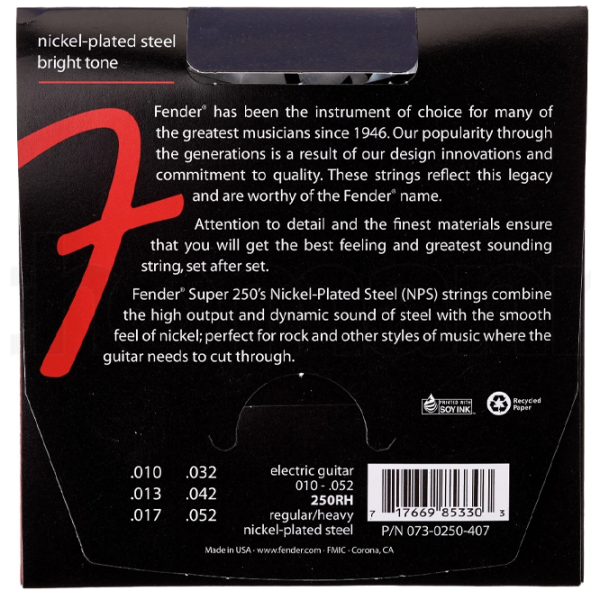 nickel-plated steel
bright tone
Fender® has been the instrument of choice for many of
the greatest musicians since 1946. Our popularity through
the generations is a result of our design innovations and
commitment to quality. These strings reflect this legacy
and are worthy of the Fender® name.
Attention to detail and the finest materials ensure
that you will get the best feeling and greatest sounding
string, set after set.
Fender® Super 250's Nickel-Plated Steel (NPS) strings combine
the high output and dynamic sound of steel with the smooth
feel of nickel; perfect for rock and other styles of music where the
guitar needs to cut through.
PRINTED WITH
SOY INK
Recycled
Paper
.010 .032
.013 .042
.017 .052
electric guitar
010 - .052
250RH
regular/heavy
nickel-plated steel
7 17669 85330 3
P/N 073-0250-407
Made in USA · www.fender.com · FMIC · Corona, CA